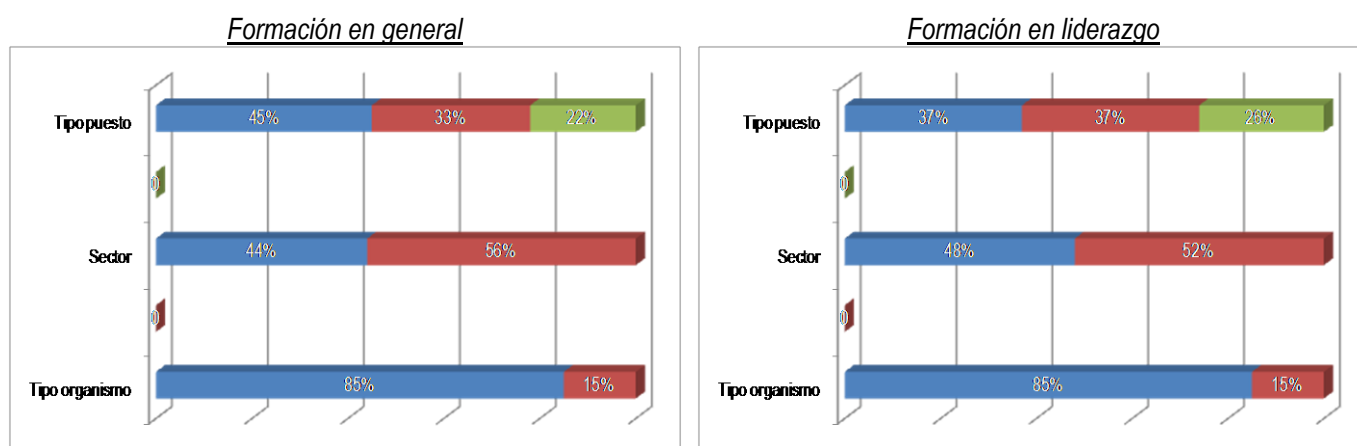 Formación en general
Tipo puesto
45% 33% 22%
0
Sector
44% 56%
0
Tipo organismo
85% 15%
Formación en liderazgo
Tipo puesto
37% 37% 26%
0
Sector
48% 52%
0
Tipo organismo
85% 15%